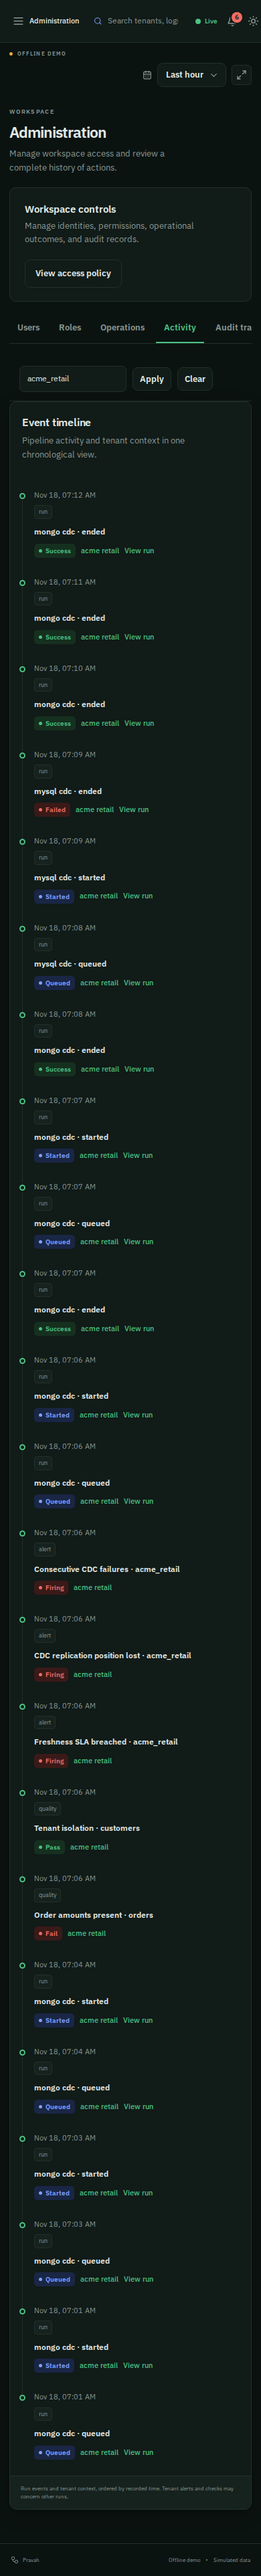 Administration
Search tenants, log
Live
6
OFFLINE DEMO
Last hour
WORKSPACE
Administration
Manage workspace access and review a
complete history of actions.
Workspace controls
Manage identities, permissions, operational
outcomes, and audit records.
View access policy
Users Roles Operations Activity Audit tra
acme_retail Apply Clear
Event timeline
Pipeline activity and tenant context in one
chronological view.
Nov 18, 07:12 AM
run
mongo cdc · ended
Success acme retail View run
Nov 18, 07:11 AM
run
mongo cdc · ended
Success acme retail View run
Nov 18, 07:10 AM
run
mongo cdc · ended
Success acme retail View run
Nov 18, 07:09 AM
run
mysql cdc · ended
Failed acme retail View run
Nov 18, 07:09 AM
run
mysql cdc · started
Started acme retail View run
Nov 18, 07:08 AM
run
mysql cdc · queued
Queued acme retail View run
Nov 18, 07:08 AM
run
mongo cdc · ended
Success acme retail View run
Nov 18, 07:07 AM
run
mongo cdc · started
Started acme retail View run
Nov 18, 07:07 AM
run
mongo cdc · queued
Queued acme retail View run
Nov 18, 07:07 AM
run
mongo cdc · ended
Success acme retail View run
Nov 18, 07:06 AM
run
mongo cdc · started
Started acme retail View run
Nov 18, 07:06 AM
run
mongo cdc · queued
Queued acme retail View run
Nov 18, 07:06 AM
alert
Consecutive CDC failures · acme_retail
Firing acme retail
Nov 18, 07:06 AM
alert
CDC replication position lost · acme_retail
Firing acme retail
Nov 18, 07:06 AM
alert
Freshness SLA breached · acme_retail
Firing acme retail
Nov 18, 07:06 AM
quality
Tenant isolation · customers
Pass acme retail
Nov 18, 07:06 AM
quality
Order amounts present · orders
Fail acme retail
Nov 18, 07:04 AM
run
mongo cdc · started
Started acme retail View run
Nov 18, 07:04 AM
run
mongo cdc · queued
Queued acme retail View run
Nov 18, 07:03 AM
run
mongo cdc · started
Started acme retail View run
Nov 18, 07:03 AM
run
mongo cdc · queued
Queued acme retail View run
Nov 18, 07:01 AM
run
mongo cdc · started
Started acme retail View run
Nov 18, 07:01 AM
run
mongo cdc · queued
Queued acme retail View run
Run events and tenant context, ordered by recorded time. Tenant alerts and checks may
concern other runs.
Pravah Offline demo • Simulated data